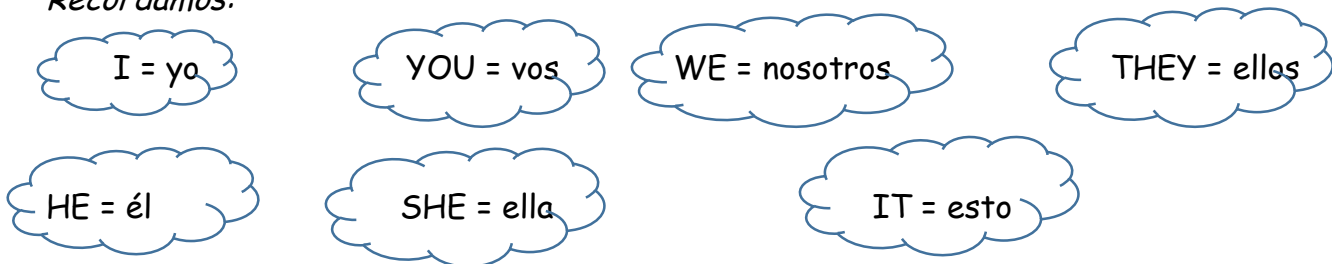 Recordamos:
I = yo
YOU = vos
WE = nosotros
THEY = ellos
HE = él
SHE = ella
IT = esto